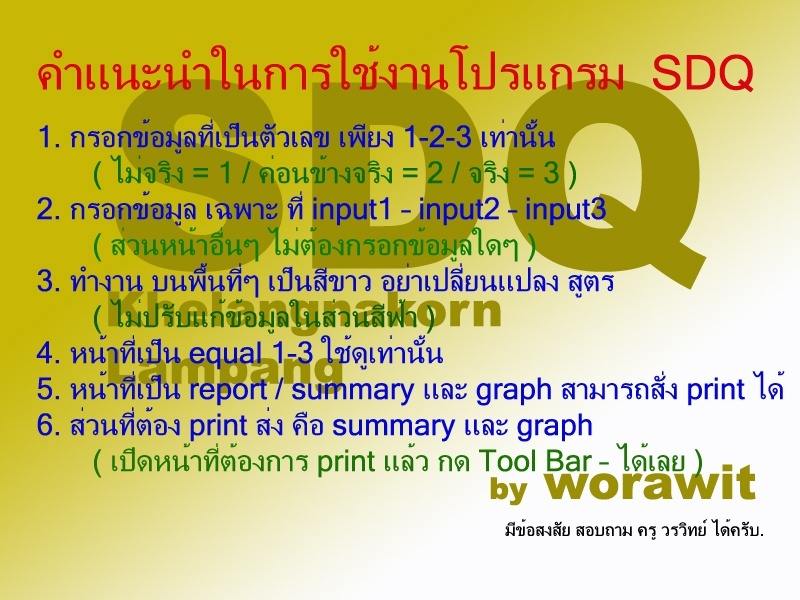 คำแนะนำในการใช้งานโปรแกรม SDQ
SDQ
1. กรอกข้อมูลที่เป็นตัวเลข เพียง 1-2-3 เท่านั้น
( ไม่จริง = 1 / ค่อนข้างจริง = 2 / จริง = 3 )
2. กรอกข้อมูล เฉพาะ ที่ input1 - input2 - input3
( ส่วนหน้าอื่นๆ ไม่ต้องกรอกข้อมูลใดๆ )
3. ทำงาน บนพื้นที่ๆ เป็นสีขาว อย่าเปลี่ยนแปลง สูตร
Khelangnakorn
( ไม่ปรับแก้ข้อมูลในส่วนสีฟ้า )
4. หน้าที่เป็น equal 1-3 ใช้ดูเท่านั้น
Lampang
5. หน้าที่เป็น report / summary และ graph สามารถสั่ง print ได้
6. ส่วนที่ต้อง print ส่ง คือ summary และ graph
( เปิดหน้าที่ต้องการ print แล้ว กด Tool Bar - ได้เลย )
by worawit
มีข้อสงสัย สอบถาม ครู วรวิทย์ ได้ครับ.